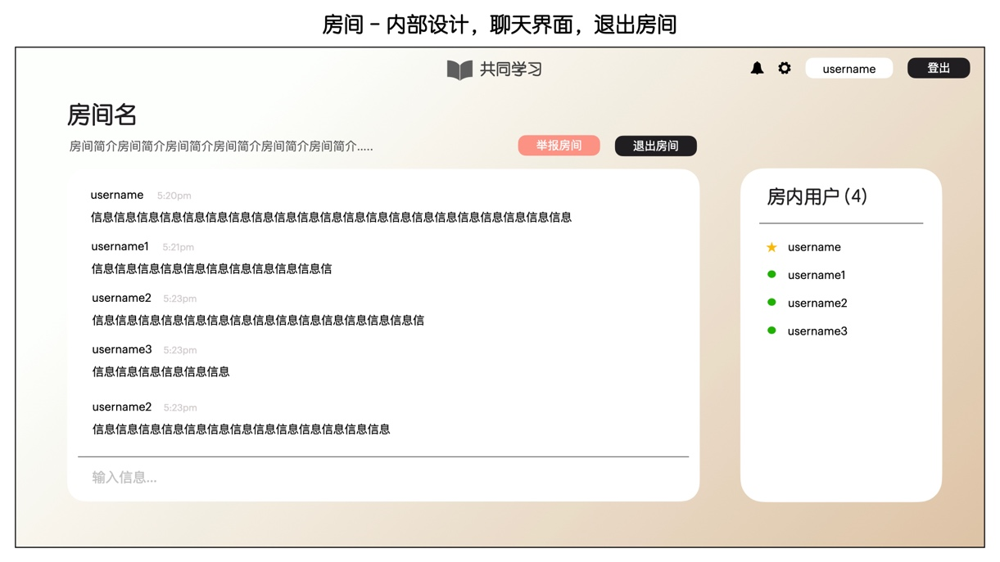 房间 – 内部设计，聊天界面，退出房间
共同学习
username
登出
房间名
房间简介房间简介房间简介房间简介房间简介房间简介.....
举报房间
退出房间
username 5:20pm
信息信息信息信息信息信息信息信息信息信息信息信息信息信息信息信息信息信息信息信息信息
username1 5:21pm
信息信息信息信息信息信息信息信息信息信息信
username2 5:23pm
信息信息信息信息信息信息信息信息信息信息信息信息信息信息信
username3 5:23pm
信息信息信息信息信息信息
username2 5:23pm
信息信息信息信息信息信息信息信息信息信息信息信息信息
输入信息...
房内用户 (4)
username
username1
username2
username3